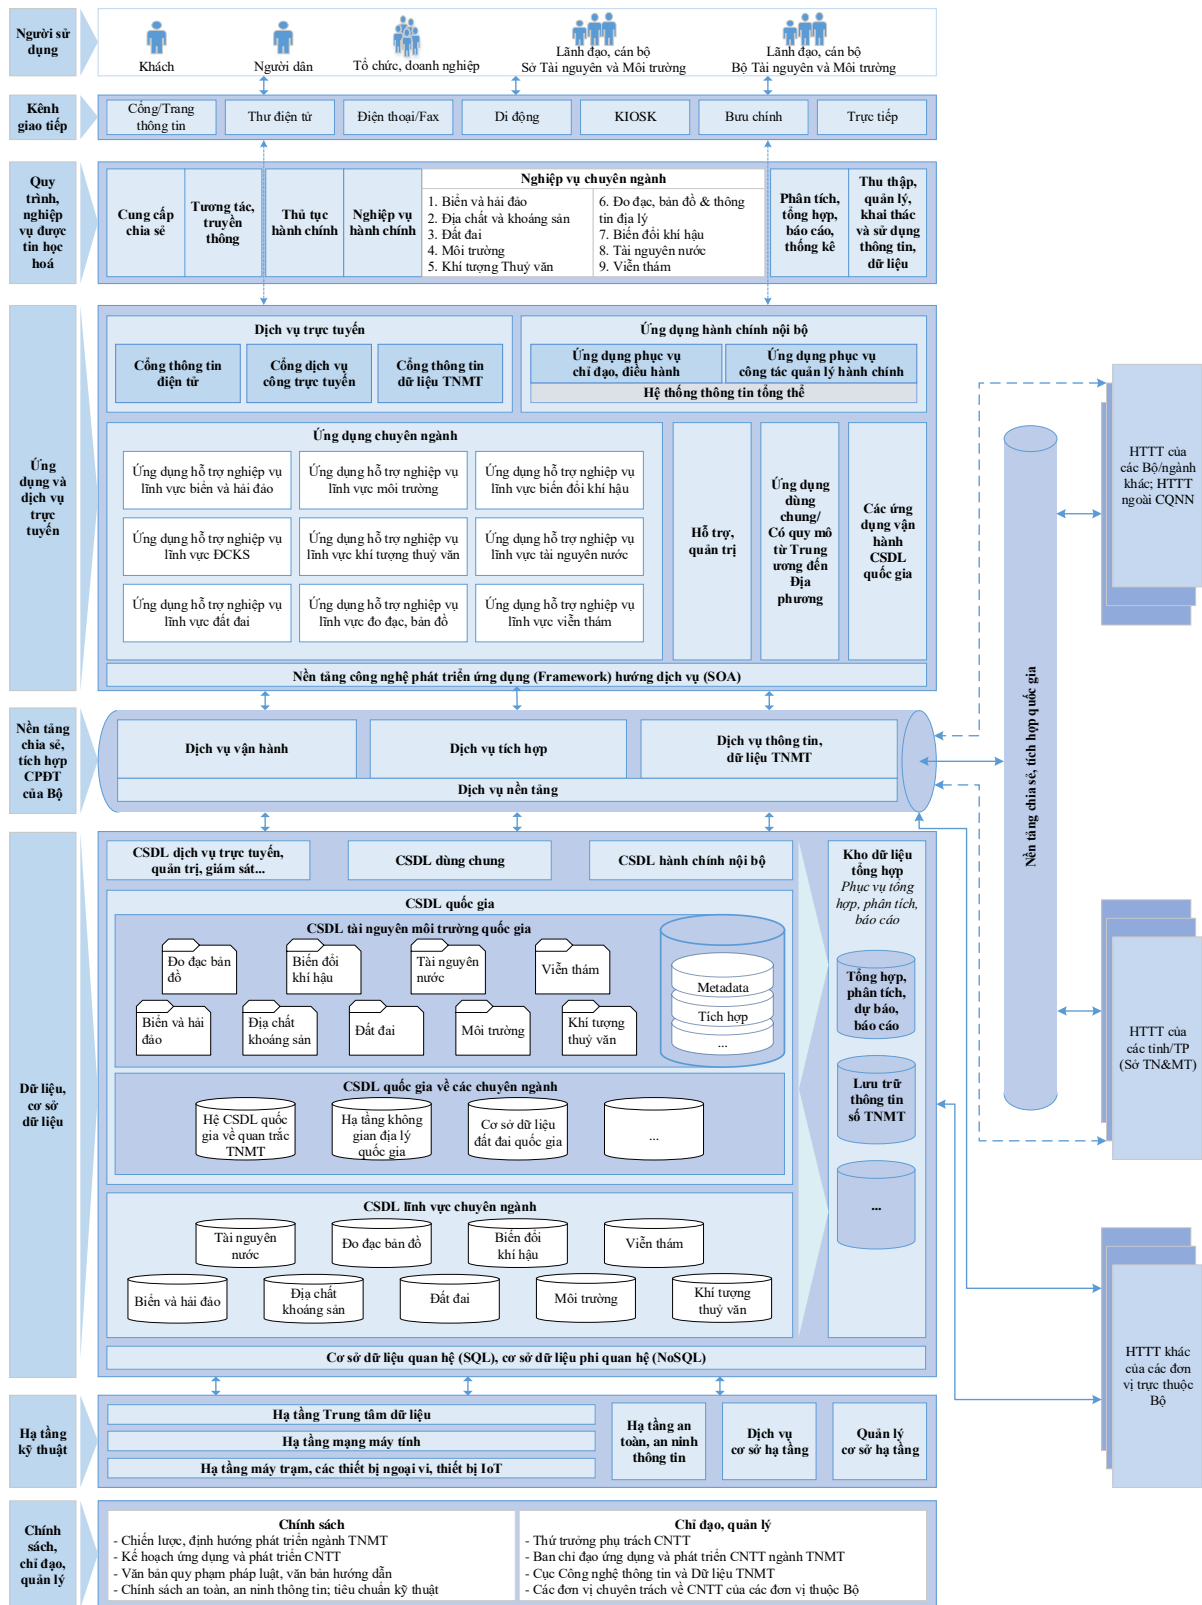 Người sử
dụng
Khách
Người dân
Tổ chức, doanh nghiệp
Lãnh đạo, cán bộ
Sở Tài nguyên và Môi trường
Lãnh đạo, cán bộ
Bộ Tài nguyên và Môi trường
Kênh
giao tiếp
Cổng/Trang
thông tin
Thư điện tử
Điện thoại/Fax
Di động
KIOSK
Bưu chính
Trực tiếp
Quy
trình,
nghiệp
vụ được
tin học
hoá
Cung cấp
chia sẻ
Tương tác,
truyền
thông
Thủ tục
hành chính
Nghiệp vụ
hành chính
Nghiệp vụ chuyên ngành
1. Biển và hải đảo
2. Địa chất và khoáng sản
3. Đất đai
4. Môi trường
5. Khí tượng Thuỷ văn
6. Đo đạc, bản đồ & thông
tin địa lý
7. Biến đổi khí hậu
8. Tài nguyên nước
9. Viễn thám
Phân tích,
tổng hợp,
báo cáo,
thống kê
Thu thập,
quản lý,
khai thác
và sử dụng
thông tin,
dữ liệu
Ứng
dụng và
dịch vụ
trực
tuyến
Dịch vụ trực tuyến
Cổng thông tin
điện tử
Cổng dịch vụ
công trực tuyến
Cổng thông tin
dữ liệu TNMT
Ứng dụng hành chính nội bộ
Ứng dụng phục vụ
chỉ đạo, điều hành
Ứng dụng phục vụ
công tác quản lý hành chính
Hệ thống thông tin tổng thể
Ứng dụng chuyên ngành
Ứng dụng hỗ trợ nghiệp vụ
lĩnh vực biển và hải đảo
Ứng dụng hỗ trợ nghiệp vụ
lĩnh vực môi trường
Ứng dụng hỗ trợ nghiệp vụ
lĩnh vực biến đổi khí hậu
Ứng dụng hỗ trợ nghiệp vụ
lĩnh vực ĐCKS
Ứng dụng hỗ trợ nghiệp vụ
lĩnh vực khí tượng thuỷ văn
Ứng dụng hỗ trợ nghiệp vụ
lĩnh vực tài nguyên nước
Ứng dụng hỗ trợ nghiệp vụ
lĩnh vực đất đai
Ứng dụng hỗ trợ nghiệp vụ
lĩnh vực đo đạc, bản đồ
Ứng dụng hỗ trợ nghiệp vụ
lĩnh vực viễn thám
Hỗ trợ,
quản trị
Ứng dụng
dùng
chung/
Có quy mô
từ Trung
ương đến
Địa
phương
Các ứng
dụng vận
hành
CSDL
quốc gia
Nền tảng công nghệ phát triển ứng dụng (Framework) hướng dịch vụ (SOA)
Nền tảng
chia sẻ,
tích hợp
CPĐT
của Bộ
Dịch vụ vận hành
Dịch vụ tích hợp
Dịch vụ thông tin,
dữ liệu TNMT
Dịch vụ nền tảng
Nền tảng chia sẻ, tích hợp quốc gia
HTTT của
các Bộ/ngành
khác; HTTT
ngoài CQNN
HTTT của
các tỉnh/TP
(Sở TN&MT)
HTTT khác
của các đơn
vị trực thuộc
Bộ
Dữ liệu,
cơ sở
dữ liệu
CSDL dịch vụ trực tuyến,
quản trị, giám sát...
CSDL dùng chung
CSDL hành chính nội bộ
CSDL quốc gia
CSDL tài nguyên môi trường quốc gia
Đo đạc bản
đồ
Biến đổi
khí hậu
Tài nguyên
nước
Viễn thám
Biển và hải
đảo
Địa chất
khoáng sản
Đất đai
Môi trường
Khí tượng
thuỷ văn
Metadata
Tích hợp
...
CSDL quốc gia về các chuyên ngành
Hệ CSDL quốc
gia về quan trắc
TNMT
Hạ tầng không
gian địa lý
quốc gia
Cơ sở dữ liệu
đất đai quốc gia
...
CSDL lĩnh vực chuyên ngành
Tài nguyên
nước
Đo đạc bản đồ
Biến đổi
khí hậu
Viễn thám
Biển và hải đảo
Địa chất
khoáng sản
Đất đai
Môi trường
Khí tượng
thuỷ văn
Kho dữ liệu
tổng hợp
Phục vụ tổng
hợp, phân tích,
báo cáo
Tổng hợp,
phân tích,
dự báo,
báo cáo
Lưu trữ
thông tin
số TNMT
...
Cơ sở dữ liệu quan hệ (SQL), cơ sở dữ liệu phi quan hệ (NoSQL)
Hạ tầng
kỹ thuật
Hạ tầng Trung tâm dữ liệu
Hạ tầng mạng máy tính
Hạ tầng máy trạm, các thiết bị ngoại vi, thiết bị IoT
Hạ tầng an
toàn, an ninh
thông tin
Dịch vụ
cơ sở hạ tầng
Quản lý
cơ sở hạ tầng
Chính
sách,
chỉ đạo,
quản lý
Chính sách
- Chiến lược, định hướng phát triển ngành TNMT
- Kế hoạch ứng dụng và phát triển CNTT
- Văn bản quy phạm pháp luật, văn bản hướng dẫn
- Chính sách an toàn, an ninh thông tin; tiêu chuẩn kỹ thuật
Chỉ đạo, quản lý
- Thứ trưởng phụ trách CNTT
- Ban chỉ đạo ứng dụng và phát triển CNTT ngành TNMT
- Cục Công nghệ thông tin và Dữ liệu TNMT
- Các đơn vị chuyên trách về CNTT của các đơn vị thuộc Bộ